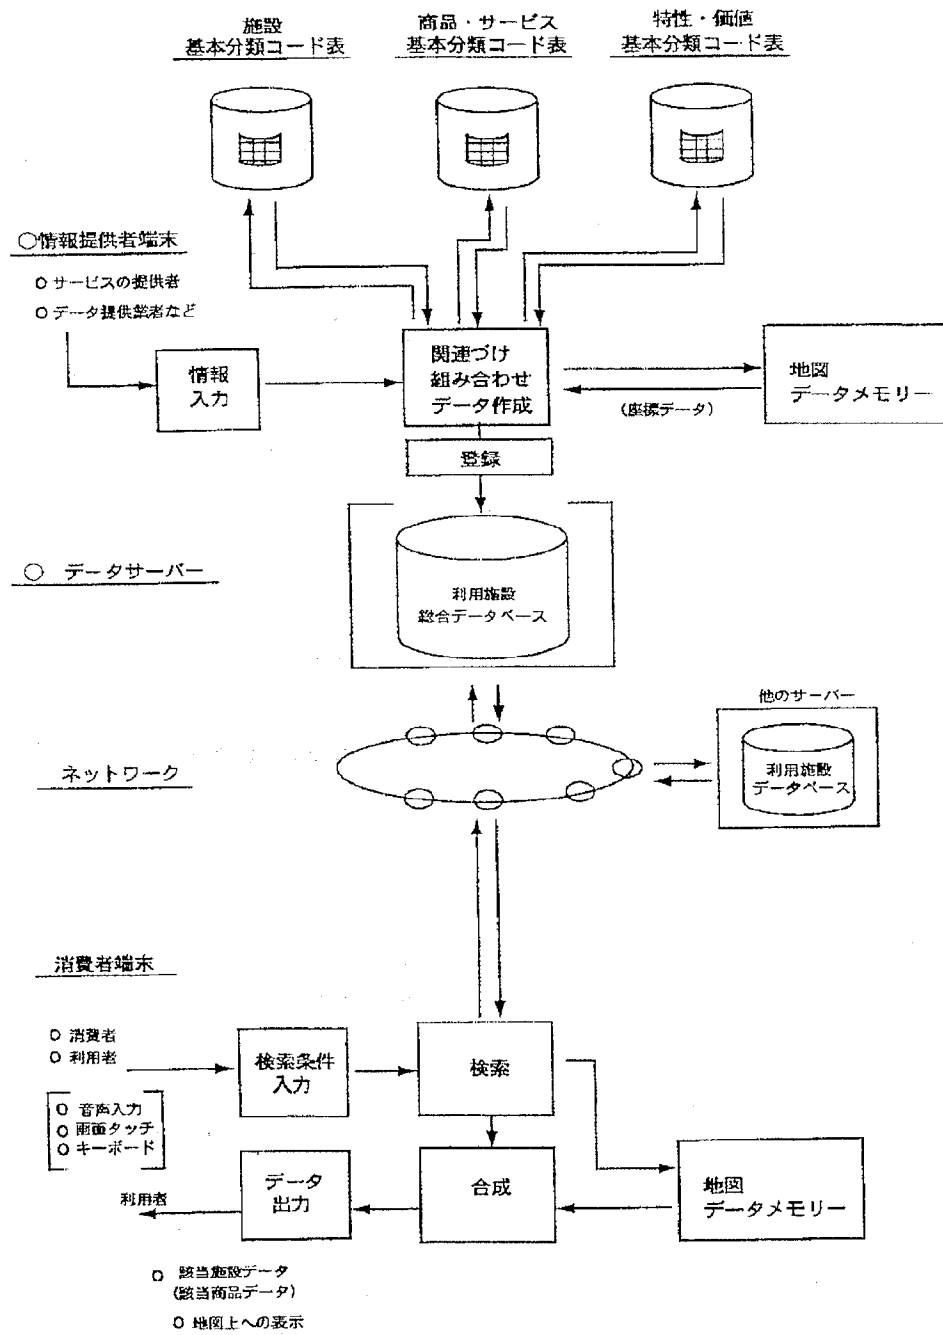 施設
基本分類コード表
商品・サービス
基本分類コード表
特性・価値
基本分類コード表
○情報提供者端末
○ サービスの提供者
○ データ提供業者など
情報
入力
関連づけ
組み合わせ
データ作成
地図
データメモリー
(座標データ)
登録
○ データサーバー
利用施設
総合データベース
他のサーバー
利用施設
データベース
ネットワーク
消費者端末
○ 消費者
○ 利用者
○ 音声入力
○ 画面タッチ
○ キーボード
検索条件
入力
検索
データ
出力
合成
地図
データメモリー
利用者
○ 該当施設データ
(該当商品データ)
○ 地図上への表示